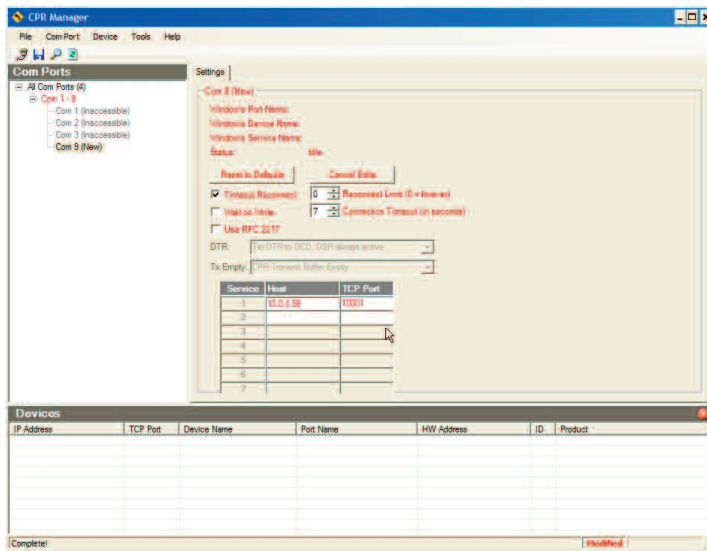 CPR Manager
File Com Port Device Tools Help
Com Ports
Settings
All Com Ports (4)
Com 1 - 9
Com 1 (Inaccessible)
Com 2 (Inaccessible)
Com 3 (Inaccessible)
Com 9 (New)
Com 9 (New)
Windows Port Name:
Windows Device Name:
Windows Service Name:
Status: Idle
Reset to Defaults Cancel Edits
Timeout Reconnect 0 Reconnect Limit (0 = forever)
Wait on Write 7 Connection Timeout (in seconds)
Use RFC 2217
DTR: Tie DTR to DCD, DSR always active
Tx Empty: CPR Transmit Buffer Empty
Service Host TCP Port
1 10001
2
3
4
5
6
7
Devices
IP Address TCP Port Device Name Port Name HW Address ID Product
Complete! Modified